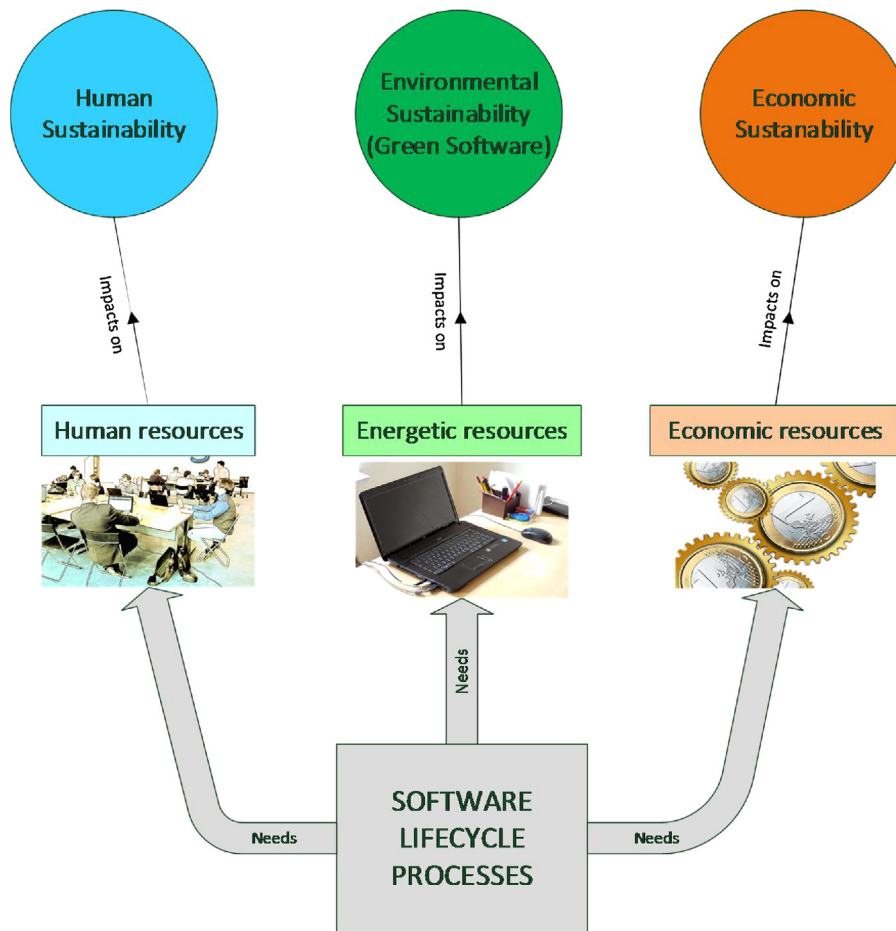 Human
Sustainability
Environmental
Sustainability
(Green Software)
Economic
Sustanability
Impacts on
Impacts on
Impacts on
Human resources
Energetic resources
Economic resources
Needs
Needs
Needs
SOFTWARE
LIFECYCLE
PROCESSES